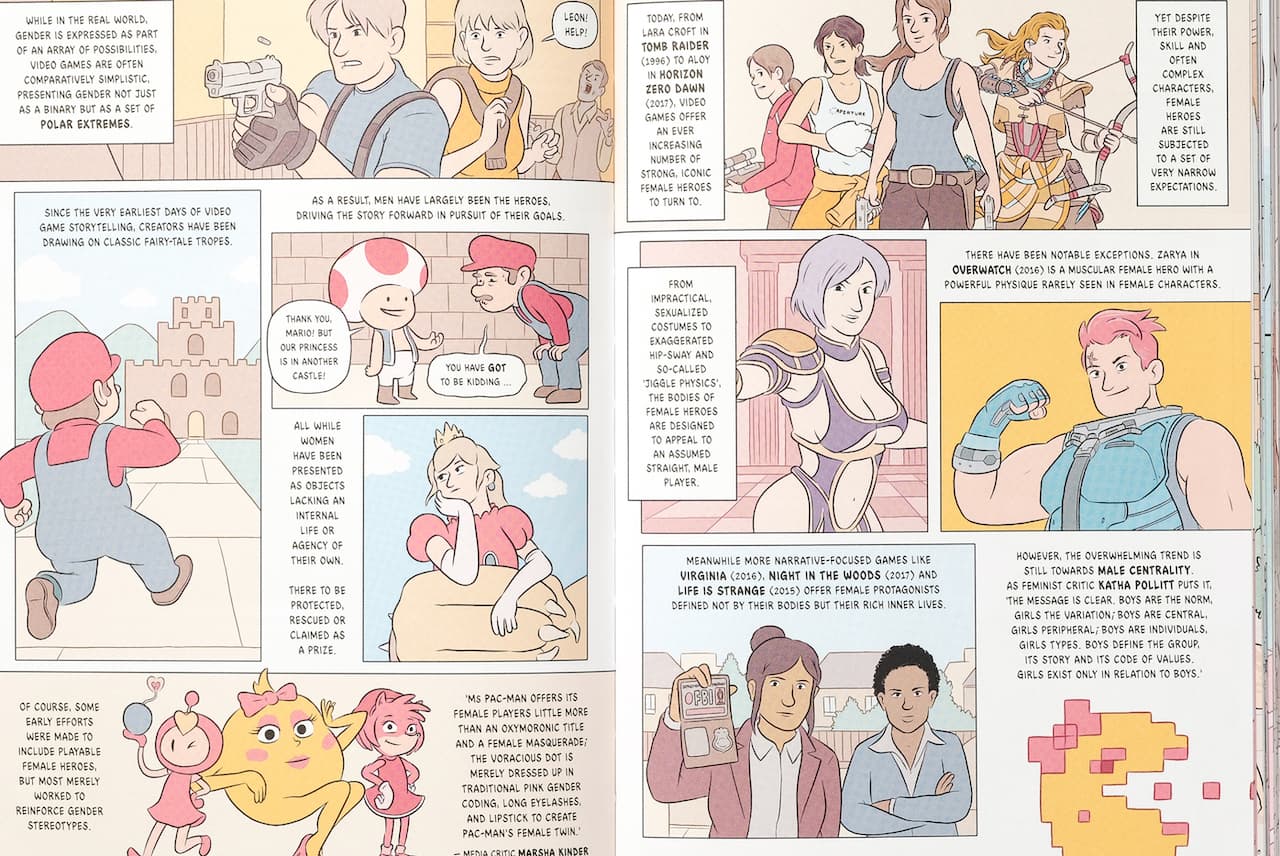 WHILE IN THE REAL WORLD,
GENDER IS EXPRESSED AS PART
OF AN ARRAY OF POSSIBILITIES,
VIDEO GAMES ARE OFTEN
COMPARATIVELY SIMPLISTIC,
PRESENTING GENDER NOT JUST
AS A BINARY BUT AS A SET OF
POLAR EXTREMES.
LEON!
HELP!
SINCE THE VERY EARLIEST DAYS OF VIDEO
GAME STORYTELLING, CREATORS HAVE BEEN
DRAWING ON CLASSIC FAIRY-TALE TROPES.
AS A RESULT, MEN HAVE LARGELY BEEN THE HEROES,
DRIVING THE STORY FORWARD IN PURSUIT OF THEIR GOALS.
THANK YOU,
MARIO! BUT
OUR PRINCESS
IS IN ANOTHER
CASTLE!
YOU HAVE GOT
TO BE KIDDING ...
ALL WHILE
WOMEN
HAVE BEEN
PRESENTED
AS OBJECTS
LACKING AN
INTERNAL
LIFE OR
AGENCY OF
THEIR OWN.
THERE TO BE
PROTECTED,
RESCUED OR
CLAIMED AS
A PRIZE.
OF COURSE, SOME
EARLY EFFORTS
WERE MADE TO
INCLUDE PLAYABLE
FEMALE HEROES,
BUT MOST MERELY
WORKED TO
REINFORCE GENDER
STEREOTYPES.
'MS PAC-MAN OFFERS ITS
FEMALE PLAYERS LITTLE MORE
THAN AN OXYMORONIC TITLE
AND A FEMALE MASQUERADE;
THE VORACIOUS DOT IS
MERELY DRESSED UP IN
TRADITIONAL PINK GENDER
CODING, LONG EYELASHES,
AND LIPSTICK TO CREATE
PAC-MAN'S FEMALE TWIN.'
– MEDIA CRITIC MARSHA KINDER
TODAY, FROM
LARA CROFT IN
TOMB RAIDER
(1996) TO ALOY
IN HORIZON
ZERO DAWN
(2017), VIDEO
GAMES OFFER
AN EVER
INCREASING
NUMBER OF
STRONG, ICONIC
FEMALE HEROES
TO TURN TO.
APERTURE
YET DESPITE
THEIR POWER,
SKILL AND
OFTEN
COMPLEX
CHARACTERS,
FEMALE
HEROES
ARE STILL
SUBJECTED
TO A SET OF
VERY NARROW
EXPECTATIONS.
FROM
IMPRACTICAL,
SEXUALIZED
COSTUMES TO
EXAGGERATED
HIP-SWAY AND
SO-CALLED
'JIGGLE PHYSICS',
THE BODIES OF
FEMALE HEROES
ARE DESIGNED
TO APPEAL TO
AN ASSUMED
STRAIGHT, MALE
PLAYER.
THERE HAVE BEEN NOTABLE EXCEPTIONS. ZARYA IN
OVERWATCH (2016) IS A MUSCULAR FEMALE HERO WITH A
POWERFUL PHYSIQUE RARELY SEEN IN FEMALE CHARACTERS.
MEANWHILE MORE NARRATIVE-FOCUSED GAMES LIKE
VIRGINIA (2016), NIGHT IN THE WOODS (2017) AND
LIFE IS STRANGE (2015) OFFER FEMALE PROTAGONISTS
DEFINED NOT BY THEIR BODIES BUT THEIR RICH INNER LIVES.
FBI
HOWEVER, THE OVERWHELMING TREND IS
STILL TOWARDS MALE CENTRALITY.
AS FEMINIST CRITIC KATHA POLLITT PUTS IT,
'THE MESSAGE IS CLEAR. BOYS ARE THE NORM,
GIRLS THE VARIATION; BOYS ARE CENTRAL,
GIRLS PERIPHERAL; BOYS ARE INDIVIDUALS,
GIRLS TYPES. BOYS DEFINE THE GROUP,
ITS STORY AND ITS CODE OF VALUES.
GIRLS EXIST ONLY IN RELATION TO BOYS.'